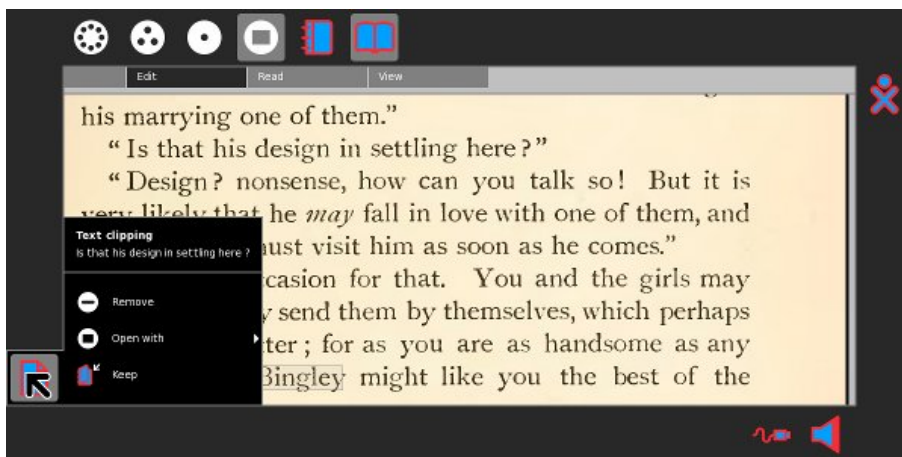 Edit Read View
his marrying one of them.”
“Is that his design in settling here?”
“Design? nonsense, how can you talk so! But it is
very likely that he may fall in love with one of them, and
must visit him as soon as he comes.”
Text clipping
Is that his design in settling here ?
casion for that. You and the girls may
Remove
send them by themselves, which perhaps
Open with
ter; for as you are as handsome as any
Keep
Bingley might like you the best of the